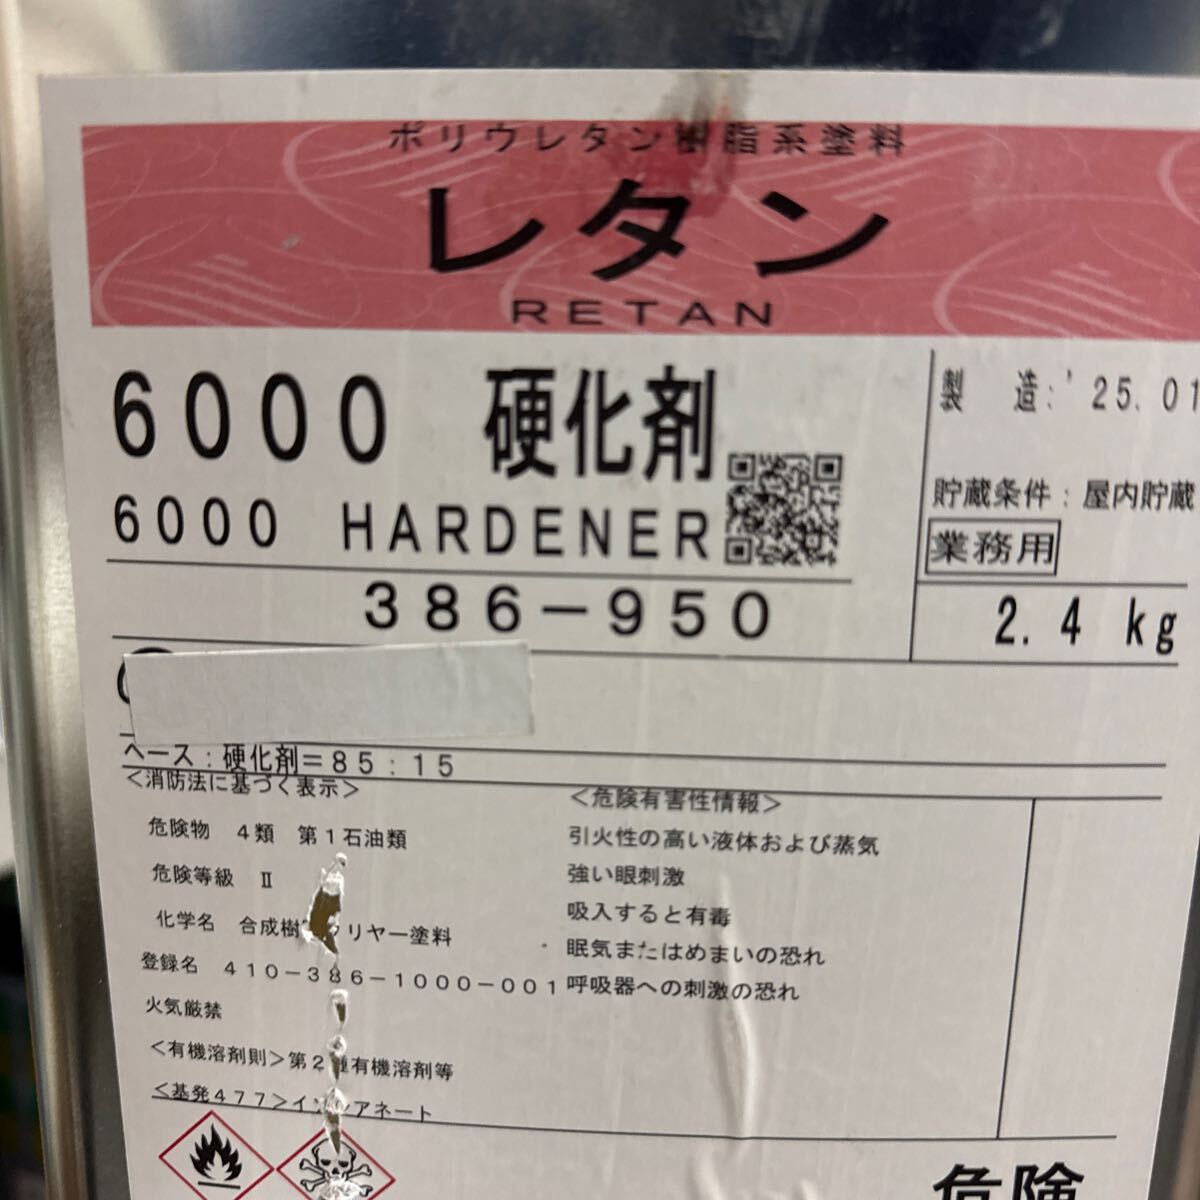 ポリウレタン樹脂系塗料
レタン
RETAN
6000 硬化剤
6000 HARDENER
386-950
製 造:'25.01
貯蔵条件:屋内貯蔵
業務用
2.4 kg
ベース:硬化剤=85:15
<消防法に基づく表示>
危険物 4類 第1石油類
危険等級 Ⅱ
化学名 合成樹 クリヤー塗料
登録名 410-386-1000-001
火気厳禁
<有機溶剤則>第2種有機溶剤等
<基発477>イソシアネート
<危険有害性情報>
引火性の高い液体および蒸気
強い眼刺激
吸入すると有毒
眠気またはめまいの恐れ
呼吸器への刺激の恐れ
危険